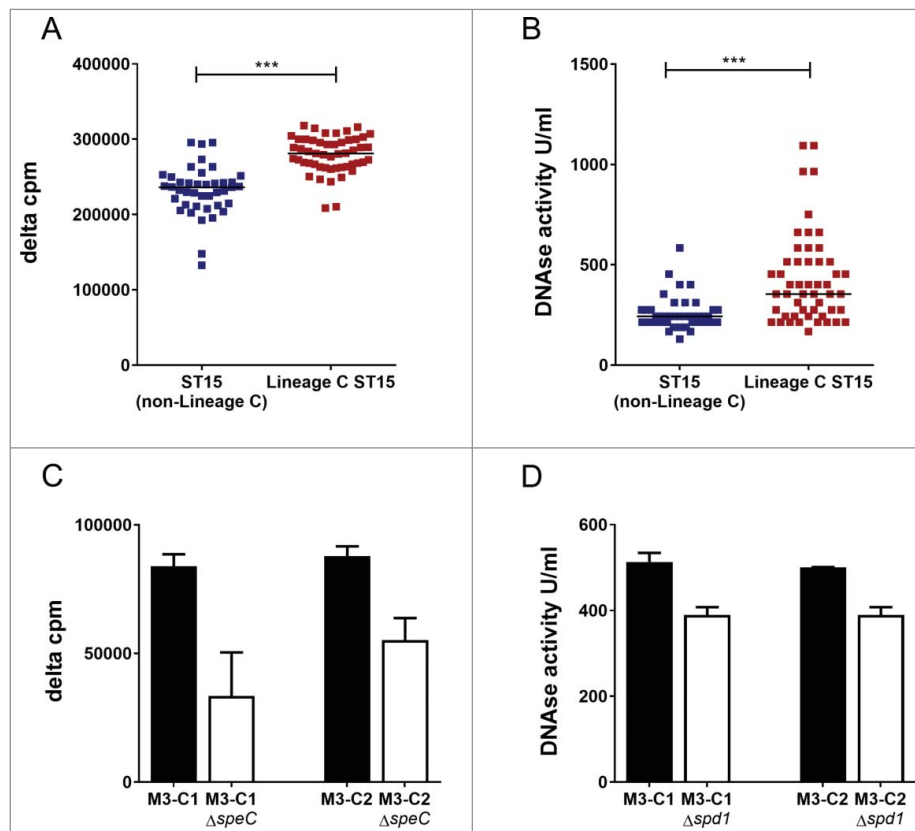 A
400000
300000
200000
100000
0
delta cpm
***
ST15
(non-Lineage C)
Lineage C ST15
B
1500
1000
500
0
DNAse activity U/ml
***
ST15
(non-Lineage C)
Lineage C ST15
C
100000
50000
0
delta cpm
M3-C1
M3-C1
ΔspeC
M3-C2
M3-C2
ΔspeC
D
600
400
200
0
DNAse activity U/ml
M3-C1
M3-C1
Δspd1
M3-C2
M3-C2
Δspd1